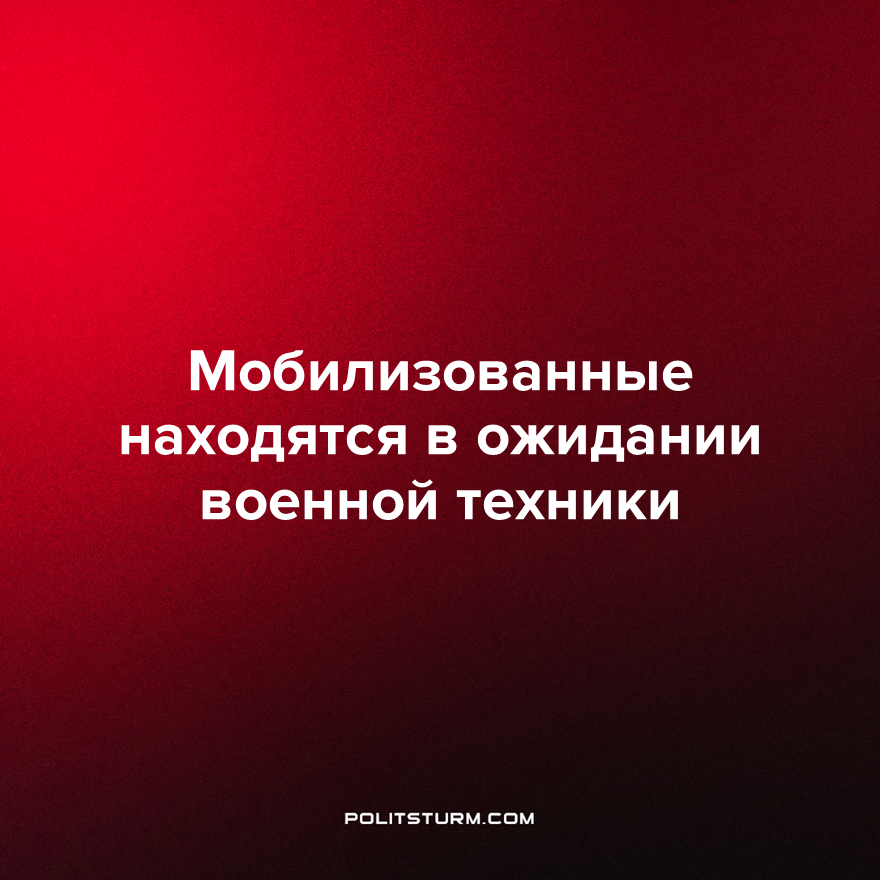 Мобилизованные
находятся в ожидании
военной техники
POLITSTURM.COM